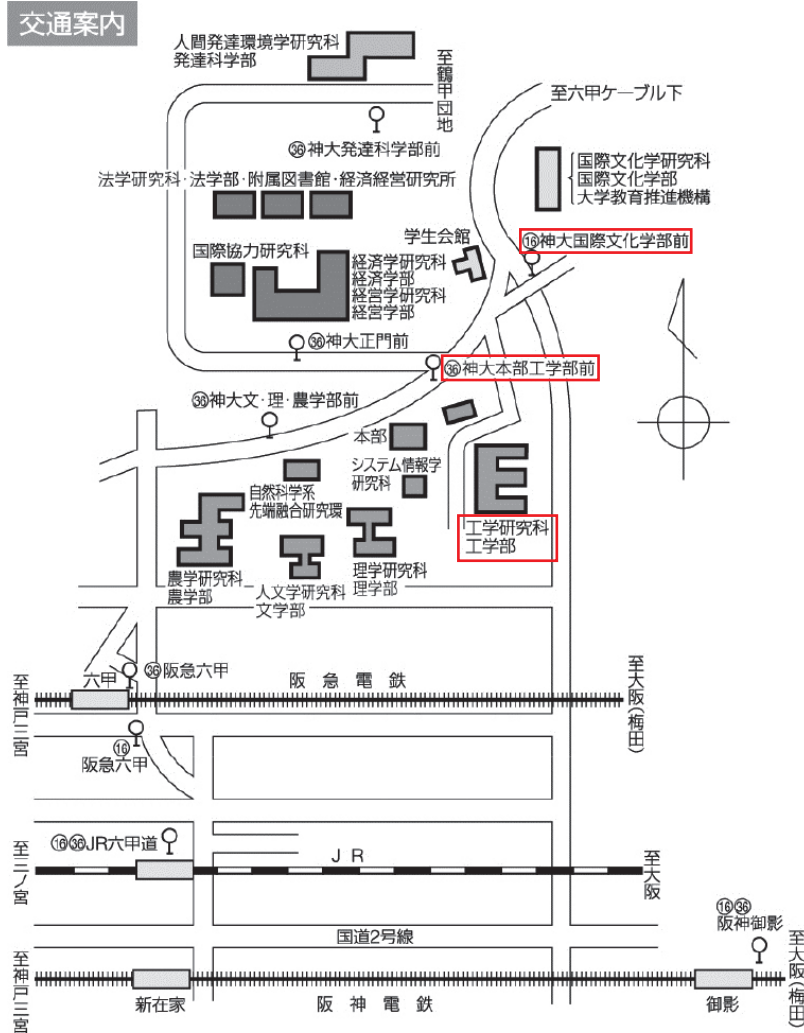 交通案内
人間発達環境学研究科
発達科学部
至鶴甲団地
至六甲ケーブル下
㊱神大発達科学部前
国際文化学研究科
国際文化学部
大学教育推進機構
法学研究科・法学部・附属図書館・経済経営研究所
学生会館
⑯神大国際文化学部前
国際協力研究科
経済学研究科
経済学部
経営学研究科
経営学部
㊱神大正門前
㊱神大本部工学部前
㊱神大文・理・農学部前
本部
システム情報学
研究科
自然科学系
先端融合研究環
工学研究科
工学部
農学研究科
農学部
人文学研究科
文学部
理学研究科
理学部
六甲
㊱阪急六甲
阪急電鉄
至神戸三宮
至大阪(梅田)
⑯
阪急六甲
⑯㊱JR六甲道
JR
至三ノ宮
至大阪
⑯㊱
阪神御影
国道2号線
至神戸三宮
至大阪(梅田)
新在家
阪神電鉄
御影